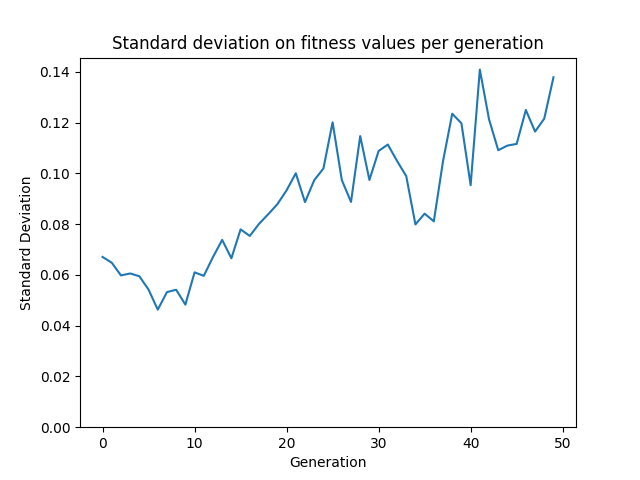 Standard deviation on fitness values per generation
0.14
0.12
0.10
0.08
0.06
0.04
0.02
0.00
Standard Deviation
0 10 20 30 40 50
Generation